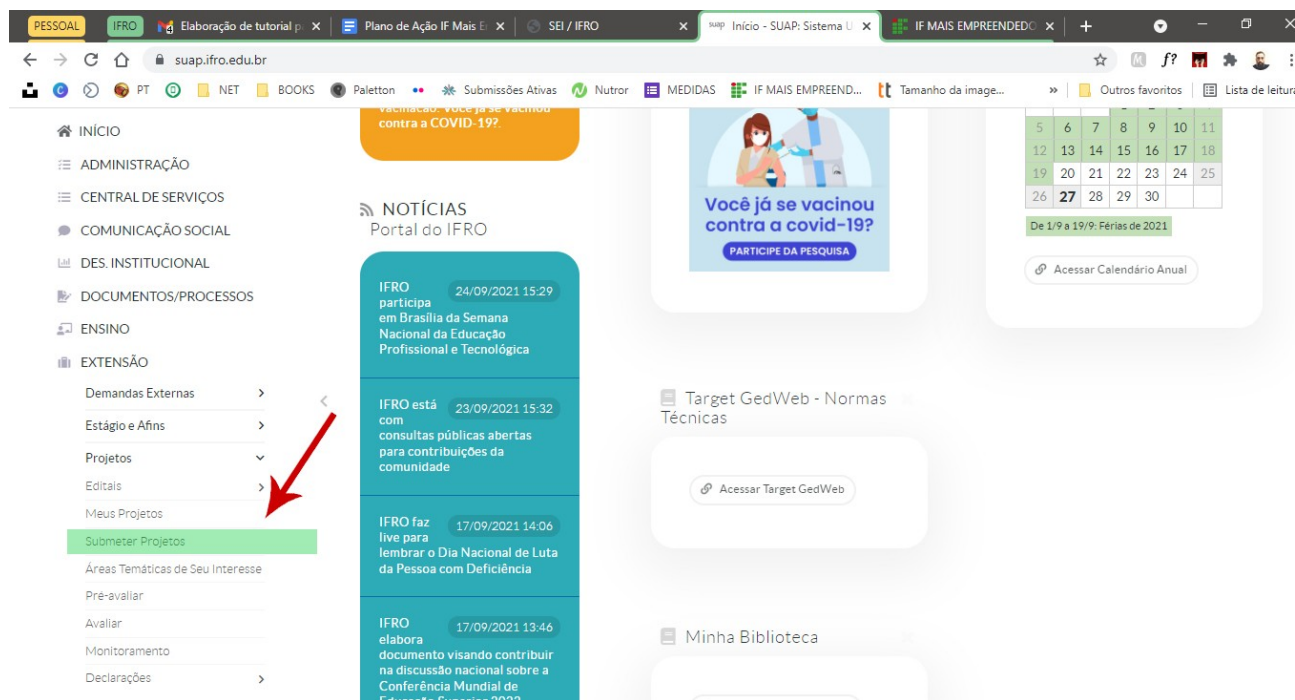 PESSOAL
IFRO
Elaboração de tutorial p
Plano de Ação IF Mais E
SEI / IFRO
suap Início - SUAP: Sistema U
IF MAIS EMPREENDEDO
suap.ifro.edu.br
f?
PT
NET
BOOKS
Paletton
Submissões Ativas
Nutror
MEDIDAS
IF MAIS EMPREEND...
Tamanho da image...
»
Outros favoritos
Lista de leitura
INÍCIO
ADMINISTRAÇÃO
CENTRAL DE SERVIÇOS
COMUNICAÇÃO SOCIAL
DES. INSTITUCIONAL
DOCUMENTOS/PROCESSOS
ENSINO
EXTENSÃO
Demandas Externas
Estágio e Afins
Projetos
Editais
Meus Projetos
Submeter Projetos
Áreas Temáticas de Seu Interesse
Pré-avaliar
Avaliar
Monitoramento
Declarações
vacinação. Você já se vacinou
contra a COVID-19?.
NOTÍCIAS
Portal do IFRO
IFRO 24/09/2021 15:29
participa
em Brasília da Semana
Nacional da Educação
Profissional e Tecnológica
IFRO está 23/09/2021 15:32
com
consultas públicas abertas
para contribuições da
comunidade
IFRO faz 17/09/2021 14:06
live para
lembrar o Dia Nacional de Luta
da Pessoa com Deficiência
IFRO 17/09/2021 13:46
elabora
documento visando contribuir
na discussão nacional sobre a
Conferência Mundial de
Educação Superior 2022
Você já se vacinou
contra a covid-19?
PARTICIPE DA PESQUISA
Target GedWeb - Normas
Técnicas
Acessar Target GedWeb
Minha Biblioteca
5 6 7 8 9 10 11
12 13 14 15 16 17 18
19 20 21 22 23 24 25
26 27 28 29 30
De 1/9 a 19/9: Férias de 2021
Acessar Calendário Anual